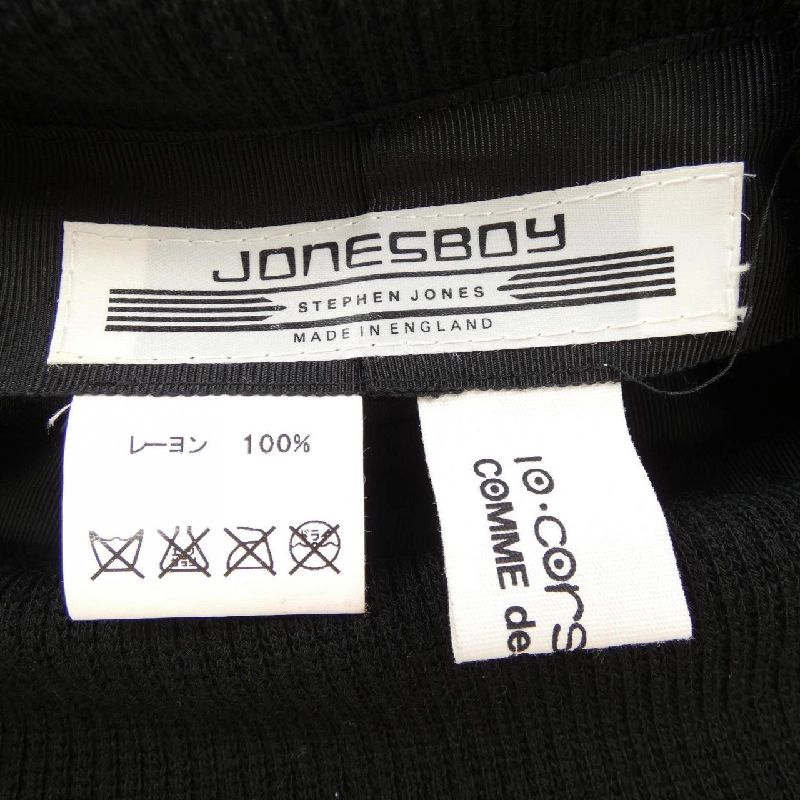 JONESBOY
STEPHEN JONES
MADE IN ENGLAND
レーヨン 100%
10·cors
COMME de